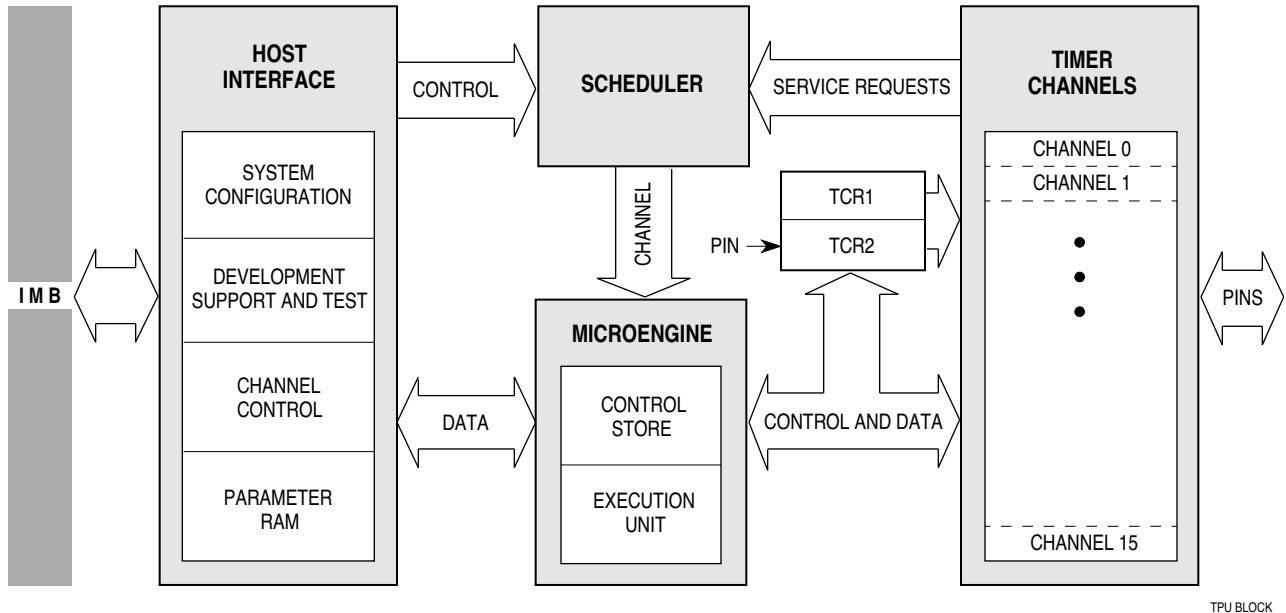 HOST
INTERFACE
SYSTEM
CONFIGURATION
DEVELOPMENT
SUPPORT AND TEST
CHANNEL
CONTROL
PARAMETER
RAM
I M B
CONTROL
SCHEDULER
SERVICE REQUESTS
CHANNEL
DATA
MICROENGINE
CONTROL
STORE
EXECUTION
UNIT
TCR1
PIN
TCR2
CONTROL AND DATA
TIMER
CHANNELS
CHANNEL 0
CHANNEL 1
CHANNEL 15
PINS
TPU BLOCK